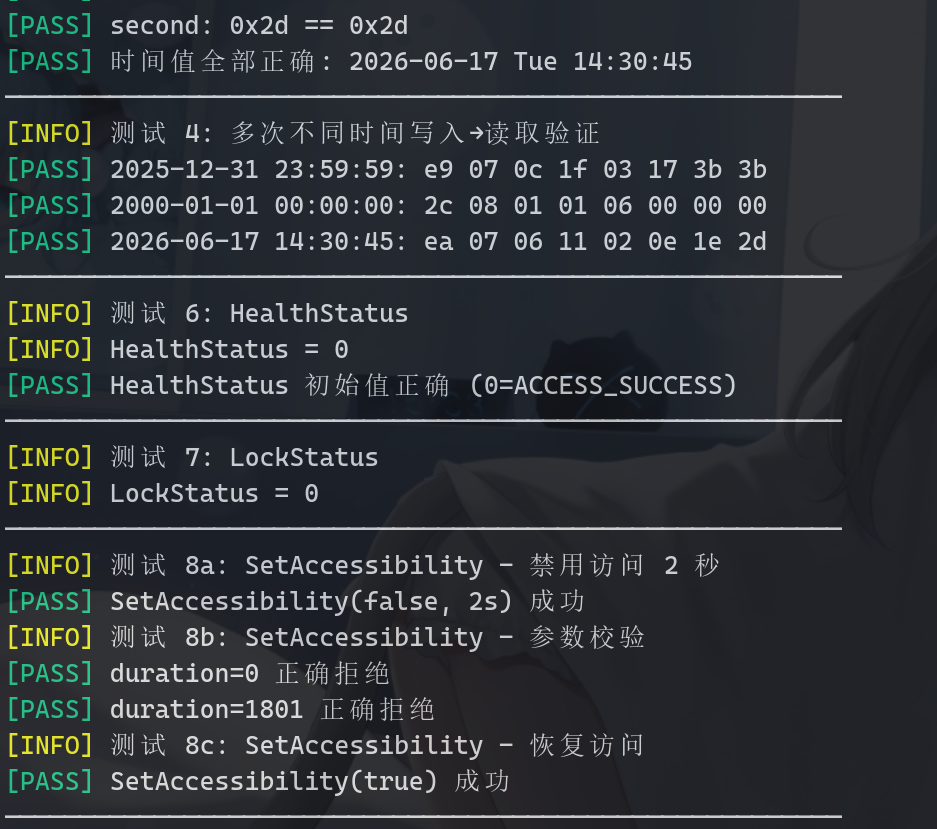 [PASS] second: 0x2d == 0x2d
[PASS] 时间值全部正确: 2026-06-17 Tue 14:30:45
[INFO] 测试 4: 多次不同时间写入→读取验证
[PASS] 2025-12-31 23:59:59: e9 07 0c 1f 03 17 3b 3b
[PASS] 2000-01-01 00:00:00: 2c 08 01 01 06 00 00 00
[PASS] 2026-06-17 14:30:45: ea 07 06 11 02 0e 1e 2d
[INFO] 测试 6: HealthStatus
[INFO] HealthStatus = 0
[PASS] HealthStatus 初始值正确 (0=ACCESS_SUCCESS)
[INFO] 测试 7: LockStatus
[INFO] LockStatus = 0
[INFO] 测试 8a: SetAccessibility - 禁用访问 2 秒
[PASS] SetAccessibility(false, 2s) 成功
[INFO] 测试 8b: SetAccessibility - 参数校验
[PASS] duration=0 正确拒绝
[PASS] duration=1801 正确拒绝
[INFO] 测试 8c: SetAccessibility - 恢复访问
[PASS] SetAccessibility(true) 成功